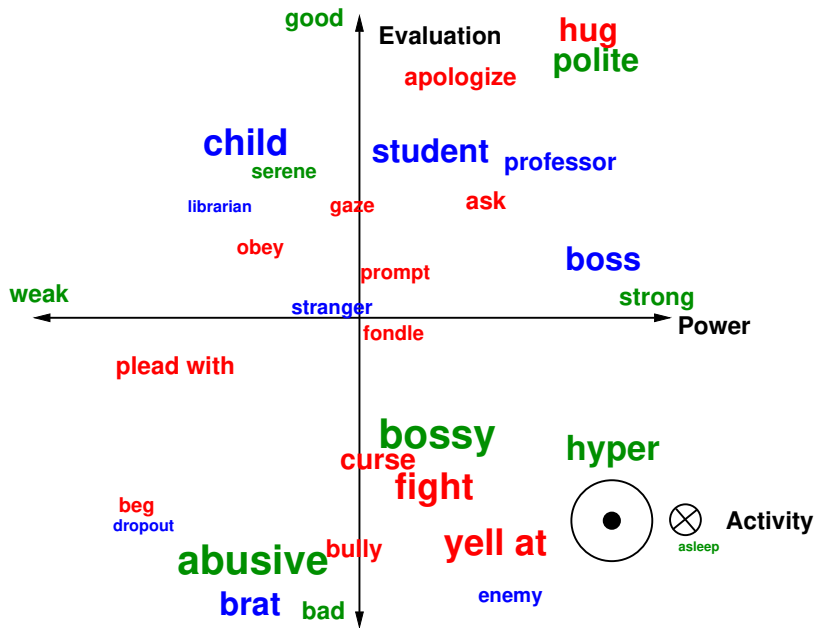 good
Evaluation
hug
polite
apologize
child
student
professor
serene
librarian
gaze
ask
obey
boss
prompt
weak
stranger
strong
Power
fondle
plead with
bossy
hyper
curse
fight
beg
dropout
Activity
yell at
bully
asleep
abusive
enemy
brat
bad